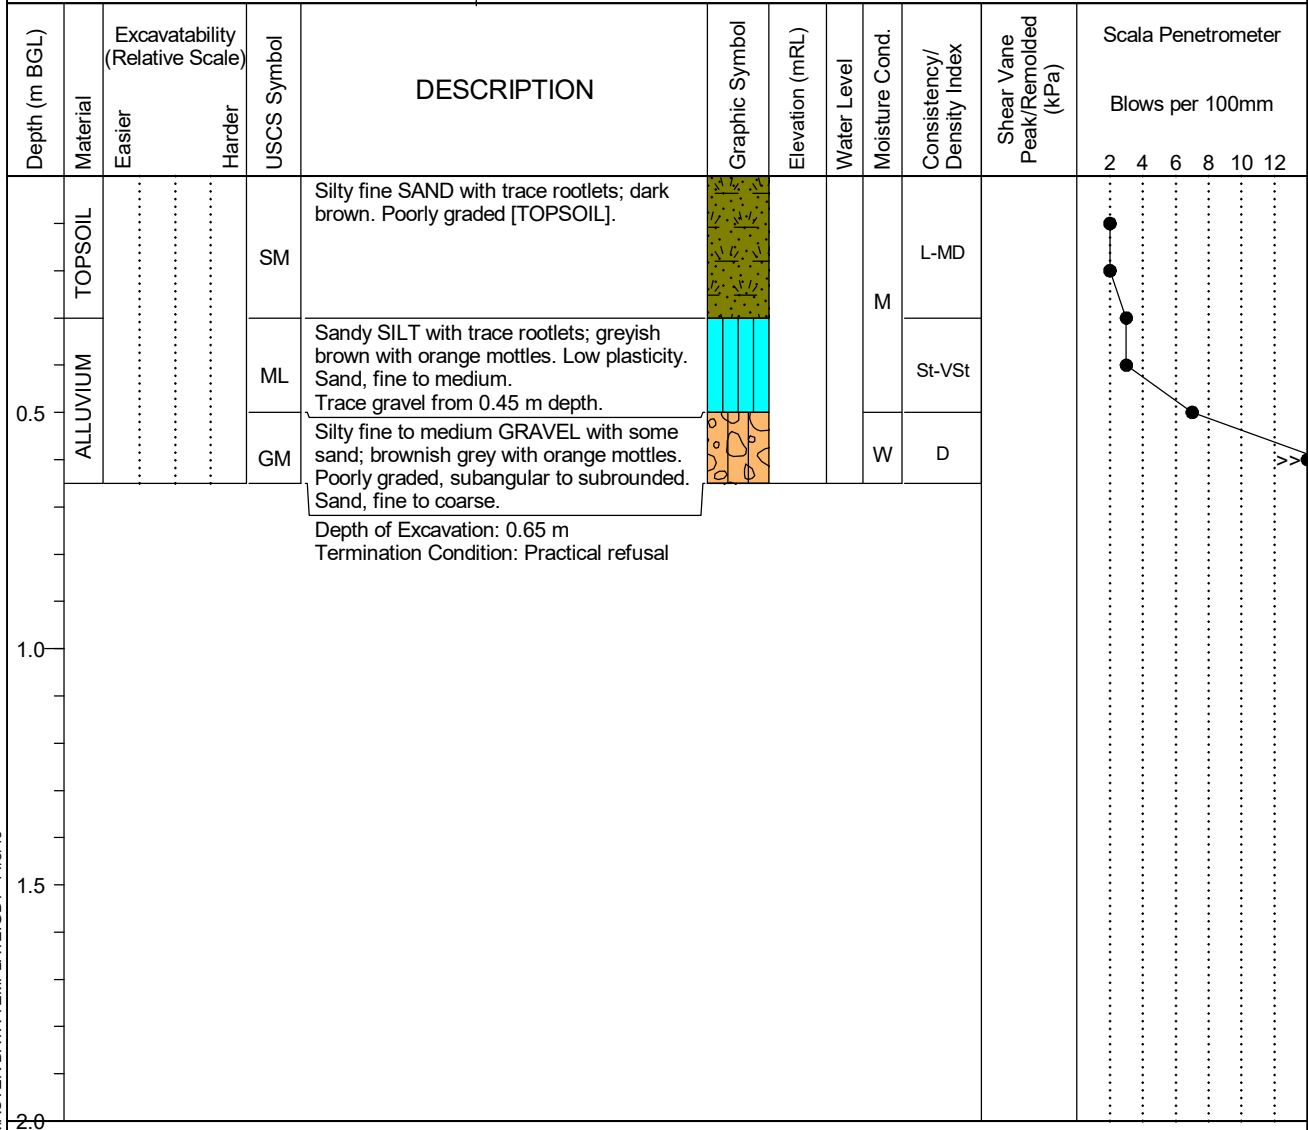 Depth (m BGL)
Material
Excavatability
(Relative Scale)
Easier
Harder
USCS Symbol
DESCRIPTION
Graphic Symbol
Elevation (mRL)
Water Level
Moisture Cond.
Consistency/
Density Index
Shear Vane
Peak/Remolded
(kPa)
Scala Penetrometer
Blows per 100mm
2 4 6 8 10 12
TOPSOIL
SM
Silty fine SAND with trace rootlets; dark
brown. Poorly graded [TOPSOIL].
M
L-MD
ALLUVIUM
ML
Sandy SILT with trace rootlets; greyish
brown with orange mottles. Low plasticity.
Sand, fine to medium.
Trace gravel from 0.45 m depth.
St-VSt
0.5
GM
Silty fine to medium GRAVEL with some
sand; brownish grey with orange mottles.
Poorly graded, subangular to subrounded.
Sand, fine to coarse.
W
D
>>
Depth of Excavation: 0.65 m
Termination Condition: Practical refusal
1.0
1.5
2.0